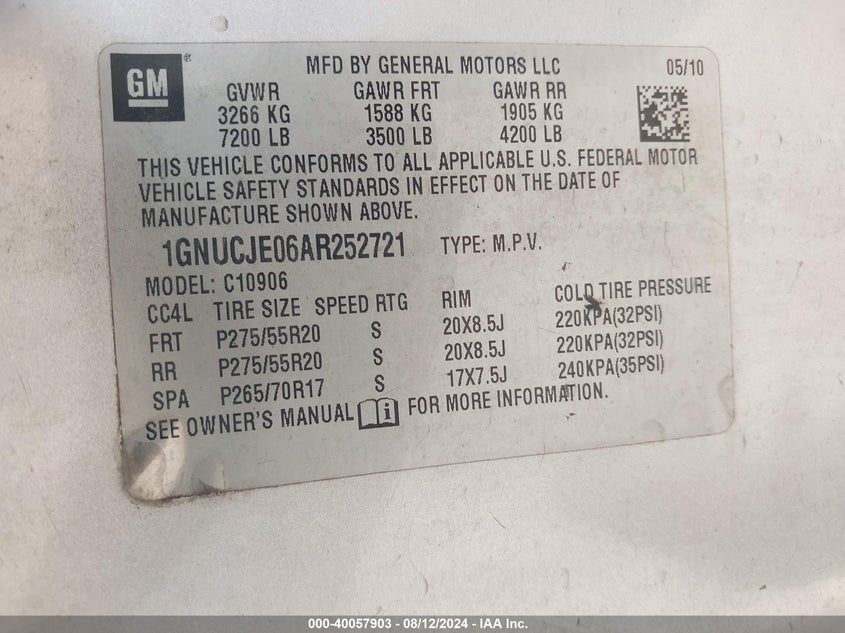 GM
®
MFD BY GENERAL MOTORS LLC 05/10
GVWR GAWR FRT GAWR RR
3266 KG 1588 KG 1905 KG
7200 LB 3500 LB 4200 LB
THIS VEHICLE CONFORMS TO ALL APPLICABLE U.S. FEDERAL MOTOR
VEHICLE SAFETY STANDARDS IN EFFECT ON THE DATE OF
MANUFACTURE SHOWN ABOVE.
1GNUCJE06AR252721 TYPE: M.P.V.
MODEL: C10906
CC4L TIRE SIZE SPEED RTG RIM COLD TIRE PRESSURE
FRT P275/55R20 S 20X8.5J 220KPA(32PSI)
RR P275/55R20 S 20X8.5J 220KPA(32PSI)
SPA P265/70R17 S 17X7.5J 240KPA(35PSI)
SEE OWNER'S MANUAL i FOR MORE INFORMATION.
000-40057903 - 08/12/2024 - IAA Inc.